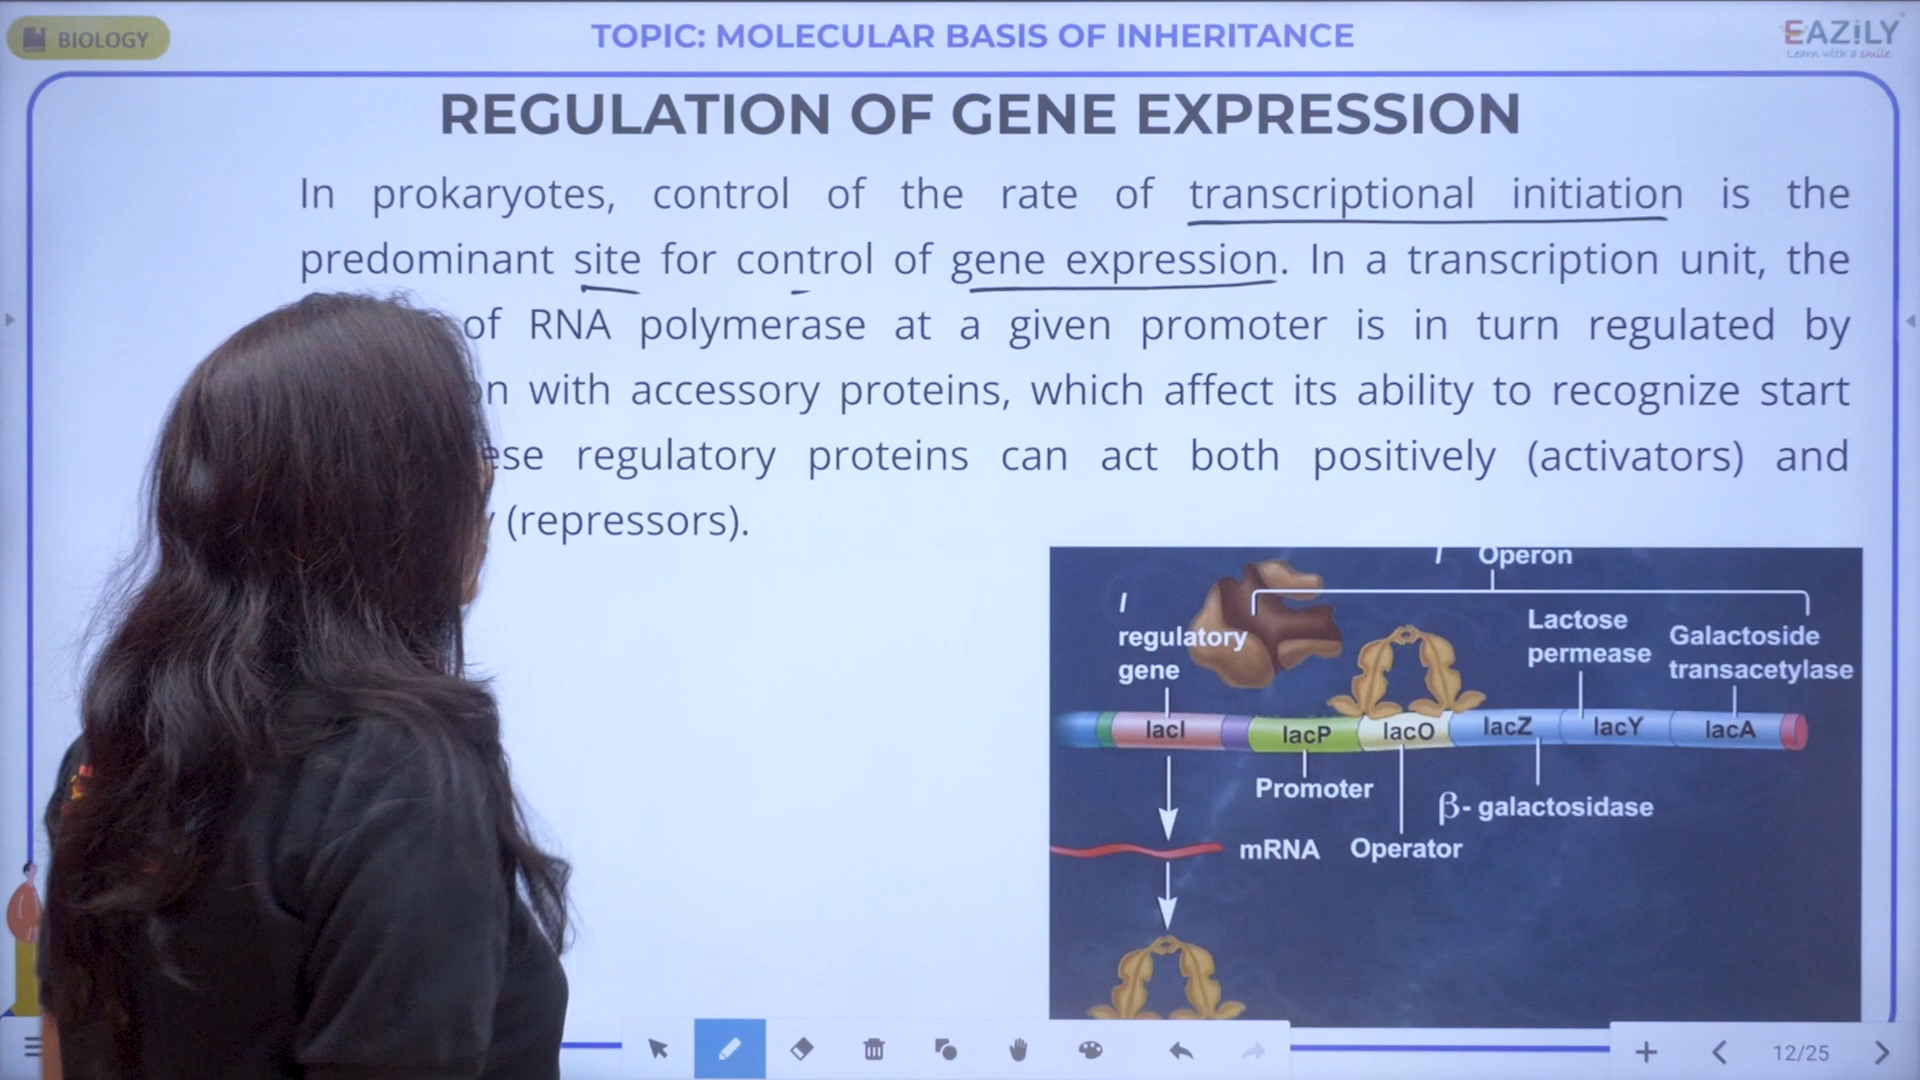 BIOLOGY
TOPIC: MOLECULAR BASIS OF INHERITANCE
EAZiLY
Learn with a smile
REGULATION OF GENE EXPRESSION
In prokaryotes, control of the rate of transcriptional initiation is the
predominant site for control of gene expression. In a transcription unit, the
of RNA polymerase at a given promoter is in turn regulated by
with accessory proteins, which affect its ability to recognize start
regulatory proteins can act both positively (activators) and
(repressors).
Operon
I
regulatory
gene
Lactose
permease
Galactoside
transacetylase
lacI lacP lacO lacZ lacY lacA
Promoter
β- galactosidase
mRNA Operator
12/25